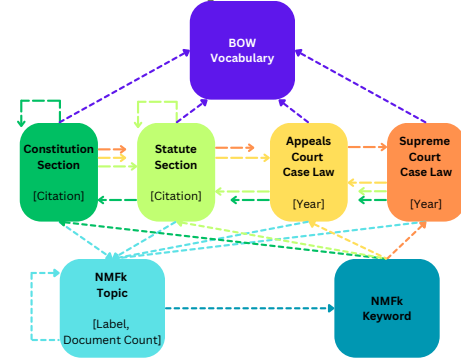 BOW
Vocabulary
Constitution
Section
[Citation]
Statute
Section
[Citation]
Appeals
Court
Case Law
[Year]
Supreme
Court
Case Law
[Year]
NMFk
Topic
[Label,
Document Count]
NMFk
Keyword